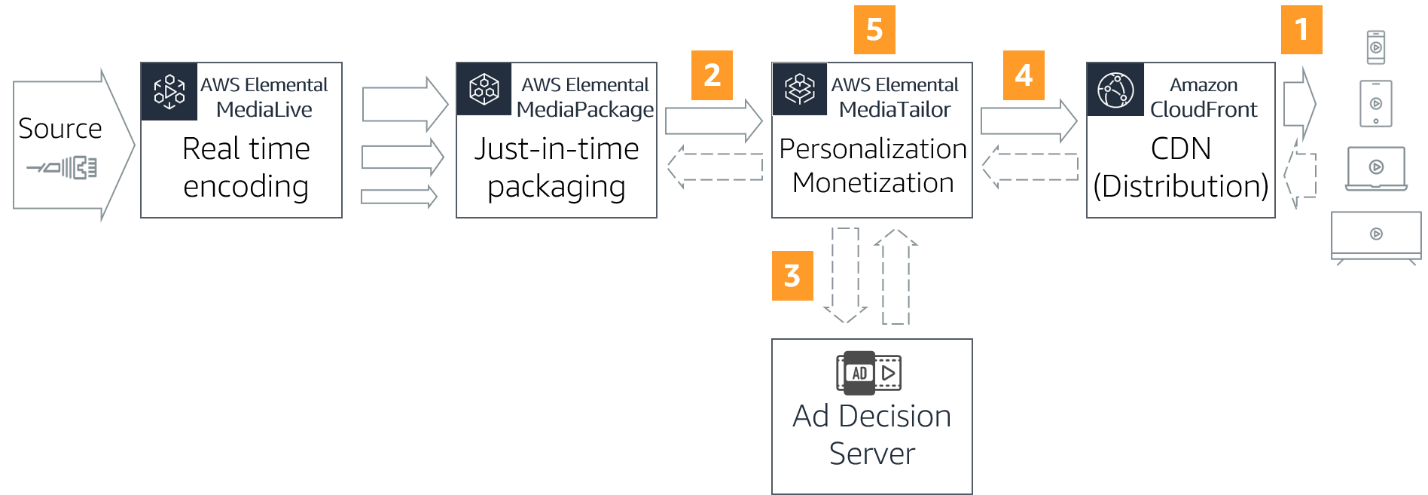 5
1
2
4
Source
AWS Elemental
MediaLive
Real time
encoding
AWS Elemental
MediaPackage
Just-in-time
packaging
AWS Elemental
MediaTailor
Personalization
Monetization
Amazon
CloudFront
CDN
(Distribution)
3
AD
Ad Decision
Server